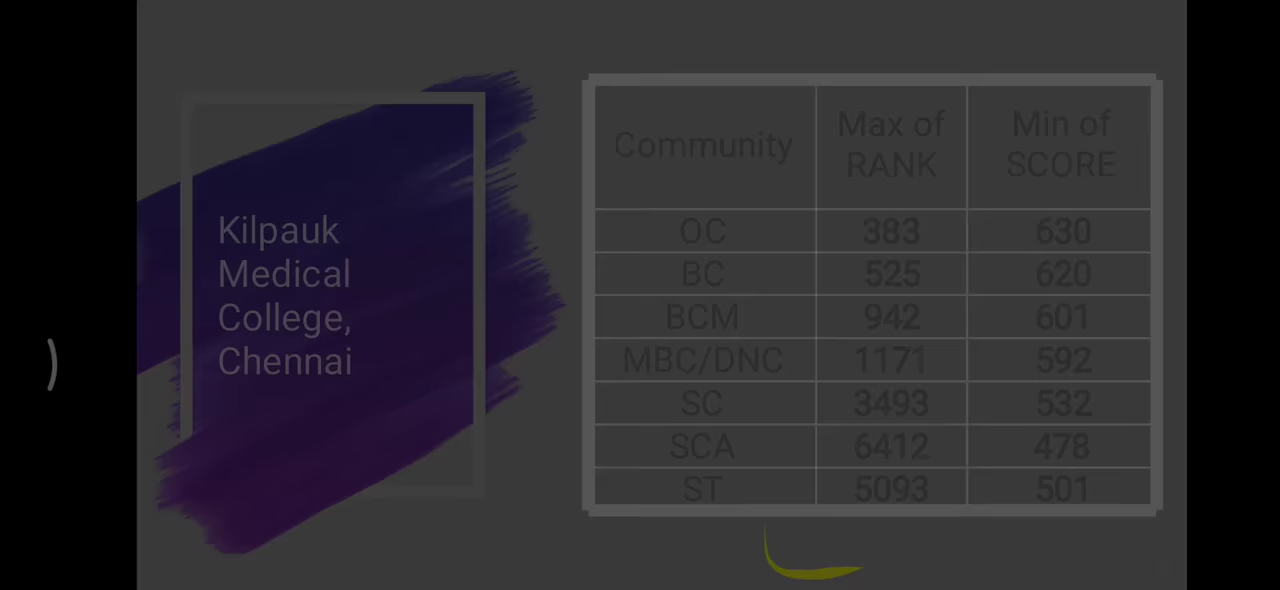 Kilpauk
Medical
College,
Chennai
Community Max of RANK Min of SCORE
OC 383 630
BC 525 620
BCM 942 601
MBC/DNC 1171 592
SC 3493 532
SCA 6412 478
ST 5093 501